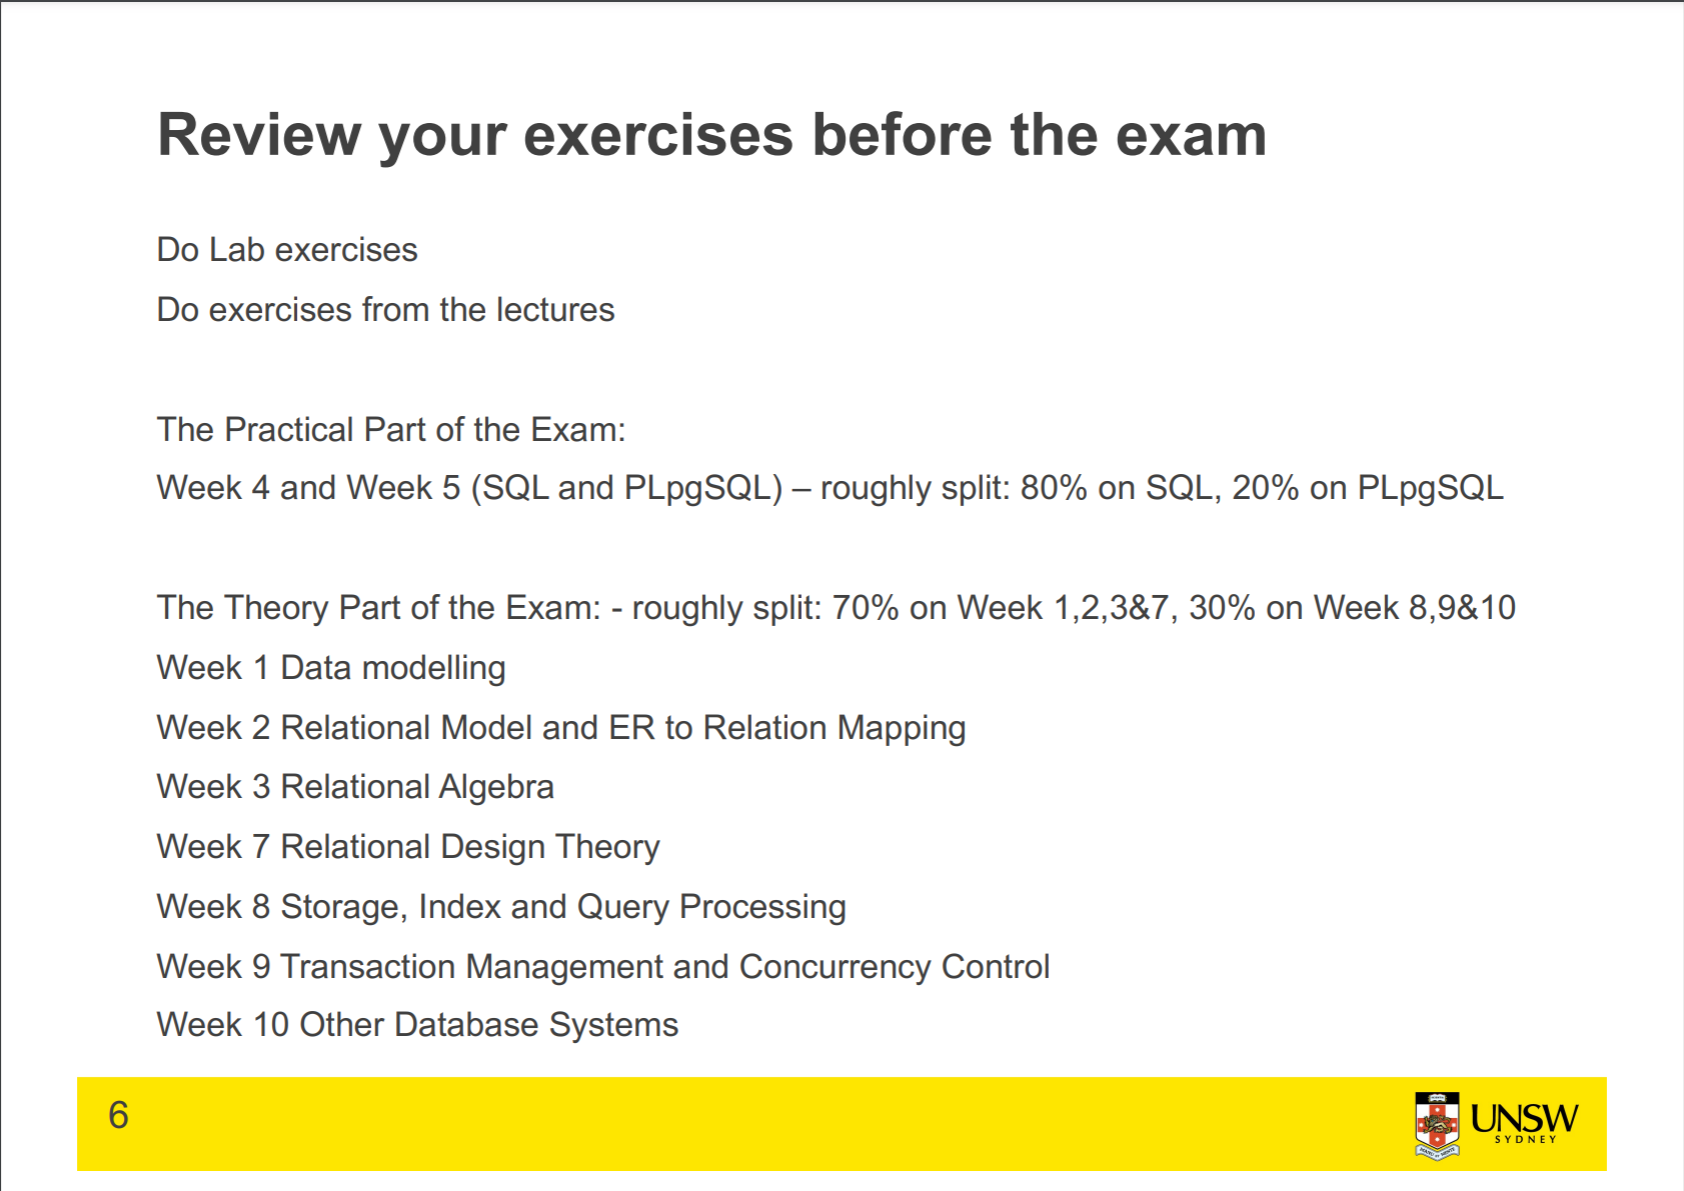 Review your exercises before the exam
Do Lab exercises
Do exercises from the lectures
The Practical Part of the Exam:
Week 4 and Week 5 (SQL and PLpgSQL) – roughly split: 80% on SQL, 20% on PLpgSQL
The Theory Part of the Exam: - roughly split: 70% on Week 1,2,3&7, 30% on Week 8,9&10
Week 1 Data modelling
Week 2 Relational Model and ER to Relation Mapping
Week 3 Relational Algebra
Week 7 Relational Design Theory
Week 8 Storage, Index and Query Processing
Week 9 Transaction Management and Concurrency Control
Week 10 Other Database Systems
6
UNSW
SYDNEY